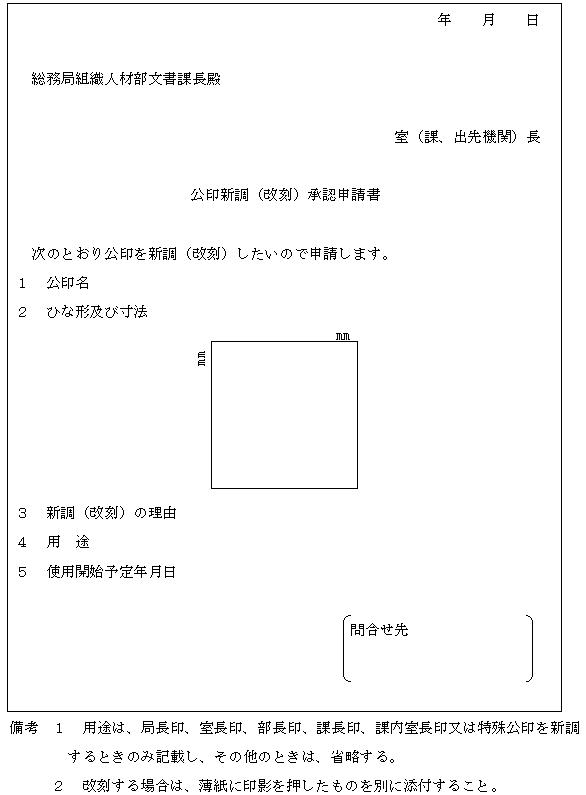 年　　月　　日
総務局組織人材部文書課長殿
室（課、出先機関）長
公印新調（改刻）承認申請書
次のとおり公印を新調（改刻）したいので申請します。
1　公印名
2　ひな形及び寸法
mm
mm
3　新調（改刻）の理由
4　用　途
5　使用開始予定年月日
問合せ先
備考　1　用途は、局長印、室長印、部長印、課長印、課内室長印又は特殊公印を新調
するときのみ記載し、その他のときは、省略する。
2　改刻する場合は、薄紙に印影を押したものを別に添付すること。